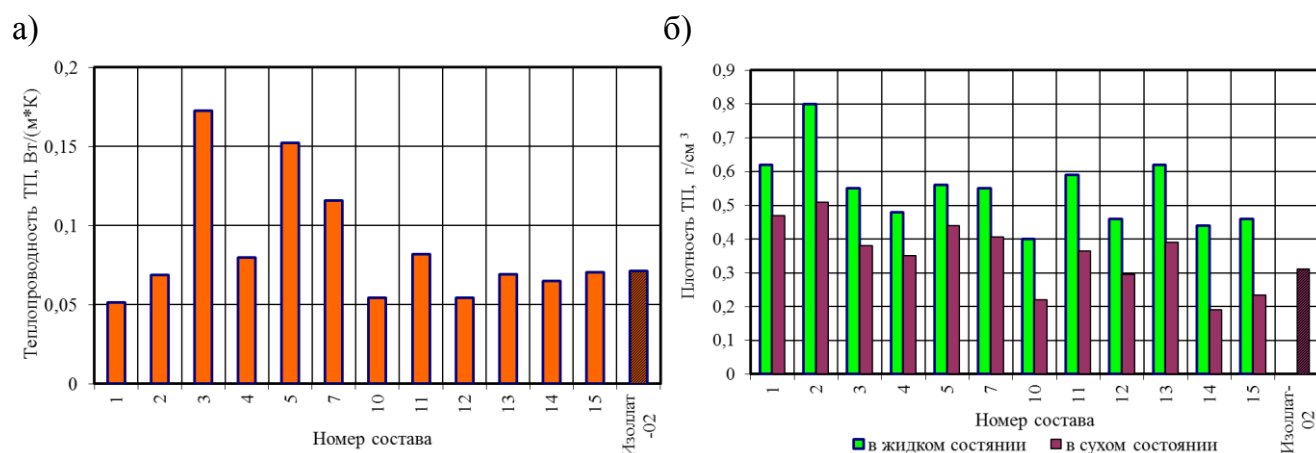 а)
0,2
0,15
0,1
0,05
0
Теплопроводность ТП, Вт/(м*К)
1 2 3 4 5 7 10 11 12 13 14 15 Изоллат
-02
Номер состава
б)
0,9
0,8
0,7
0,6
0,5
0,4
0,3
0,2
0,1
0
Плотность ТП, г/см ³
1 2 3 4 5 7 10 11 12 13 14 15 Изоллат-
02
Номер состава
в жидком состянии в сухом состоянии